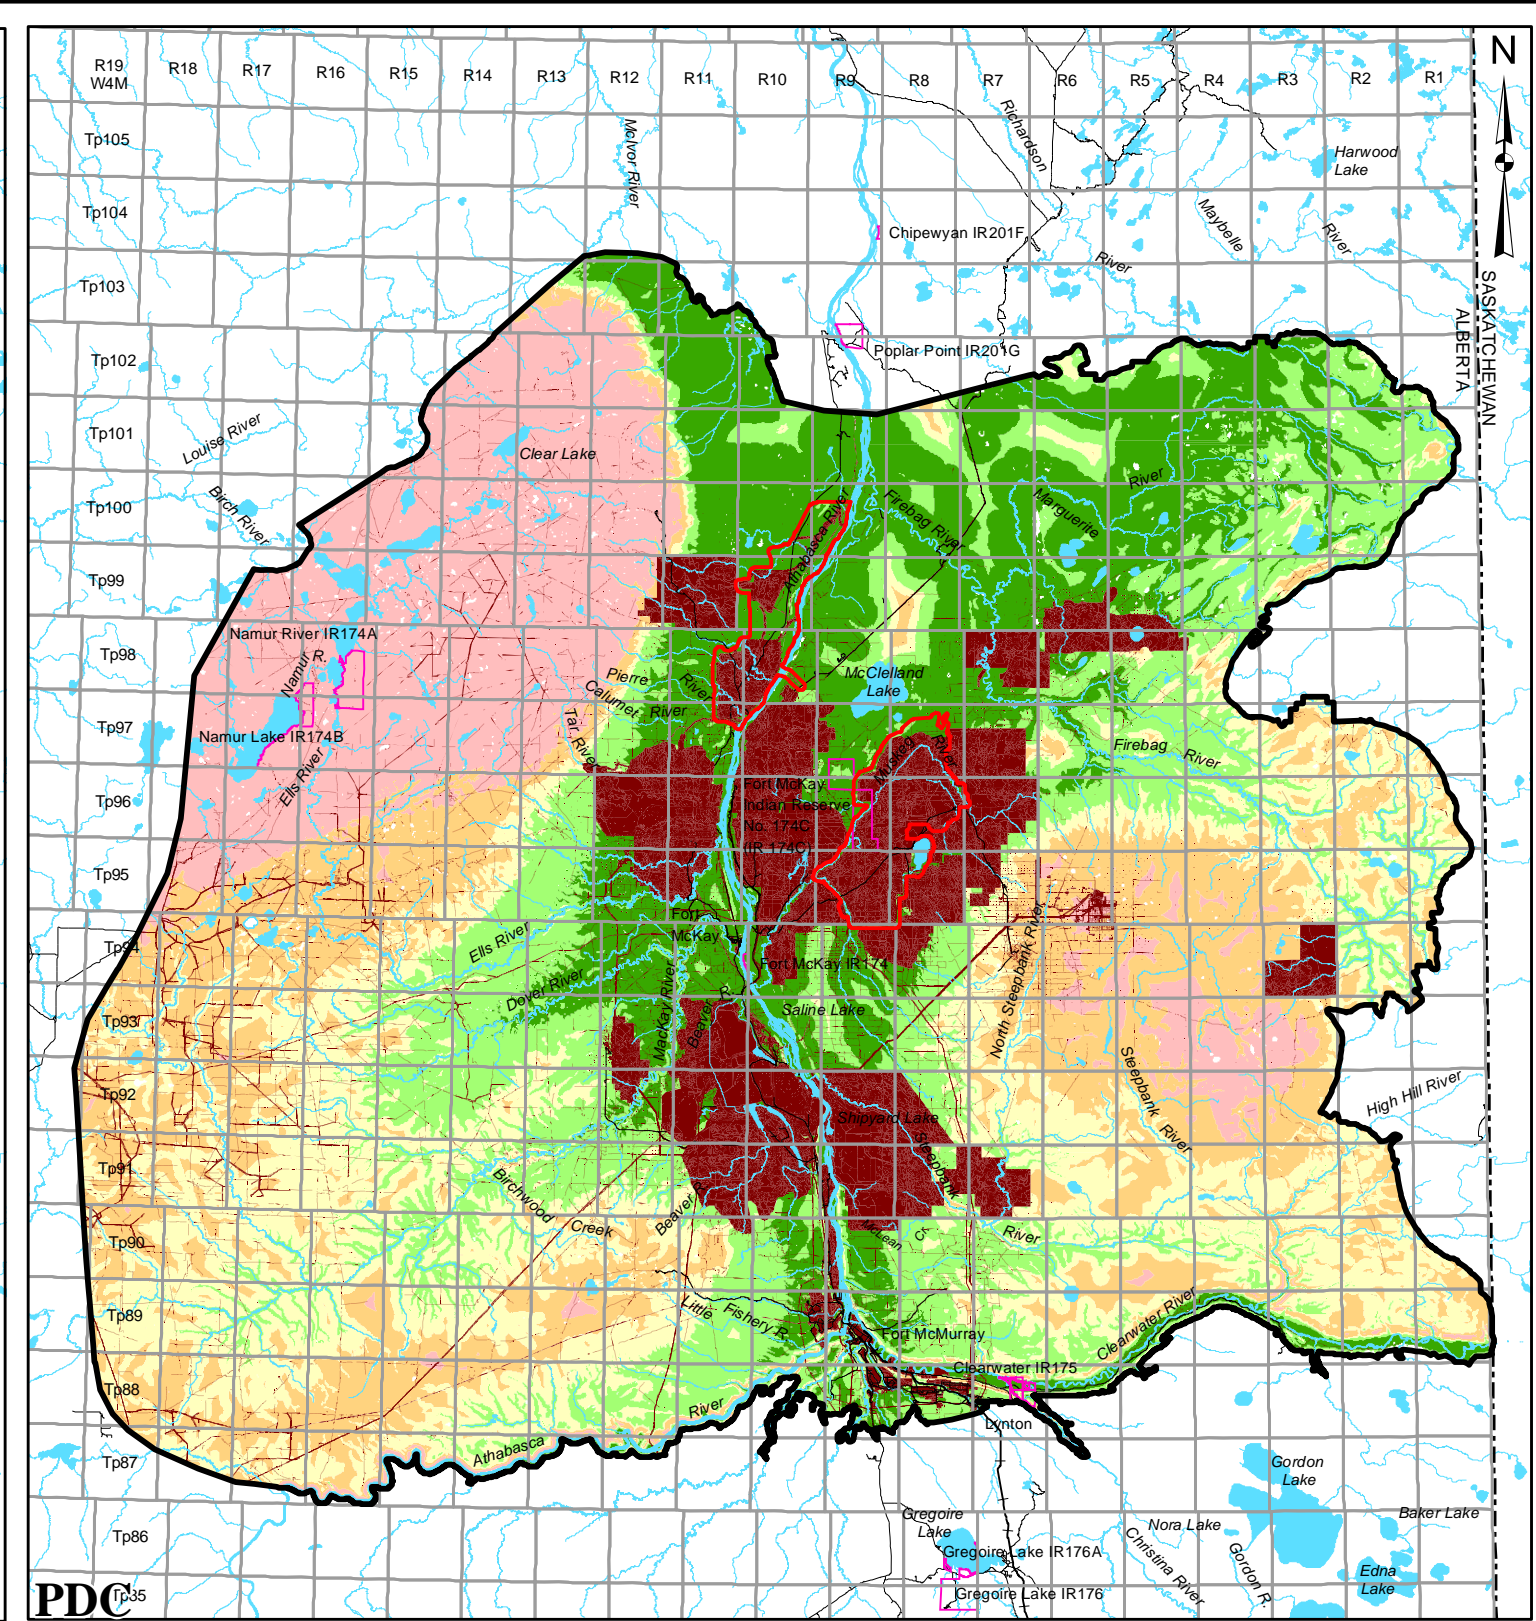 N
R19
W4M
R18
R17
R16
R15
R14
R13
R12
R11
R10
R9
R8
R7
R6
R5
R4
R3
R2
R1
Tp105
McIvor River
Richardson
Harwood
Lake
Tp104
Chipewyan IR201F
Maybelle
River
River
Tp103
SASKATCHEWAN
ALBERTA
Tp102
Poplar Point IR201G
Tp101
Louise River
Clear Lake
Tp100
Birch River
Athabasca River
Firebag River
Marguerite
River
Tp99
Namur River IR174A
Tp98
Namur
R.
Pierre
River
Calumet
River
McClelland
Lake
Tp97
Namur Lake IR174B
Tar River
Muskeg
River
Firebag
River
Ells River
Tp96
Fort McKay
Indian Reserve
No. 174C
(IR 174C)
Tp95
Tp94
Ells River
Fort
McKay
Fort McKay IR174
North Steepbank River
Dover River
Tp93
MacKay River
Beaver
R.
Saline Lake
Tp92
Steepbank
River
High Hill River
Shipyard Lake
Steepbank
River
Tp91
Birchwood
Creek
Beaver R.
McLean
Ck.
Tp90
Tp89
Little
Fishery R.
Fort McMurray
Clearwater River
Clearwater IR175
Tp88
River
Lynton
Athabasca
Tp87
Gordon
Lake
Tp86
Gregoire
Lake
Nora Lake
Baker Lake
Gregoire Lake IR176A
Christina River
Gordon R.
Edna
Lake
Gregoire Lake IR176
PDC
Tp35